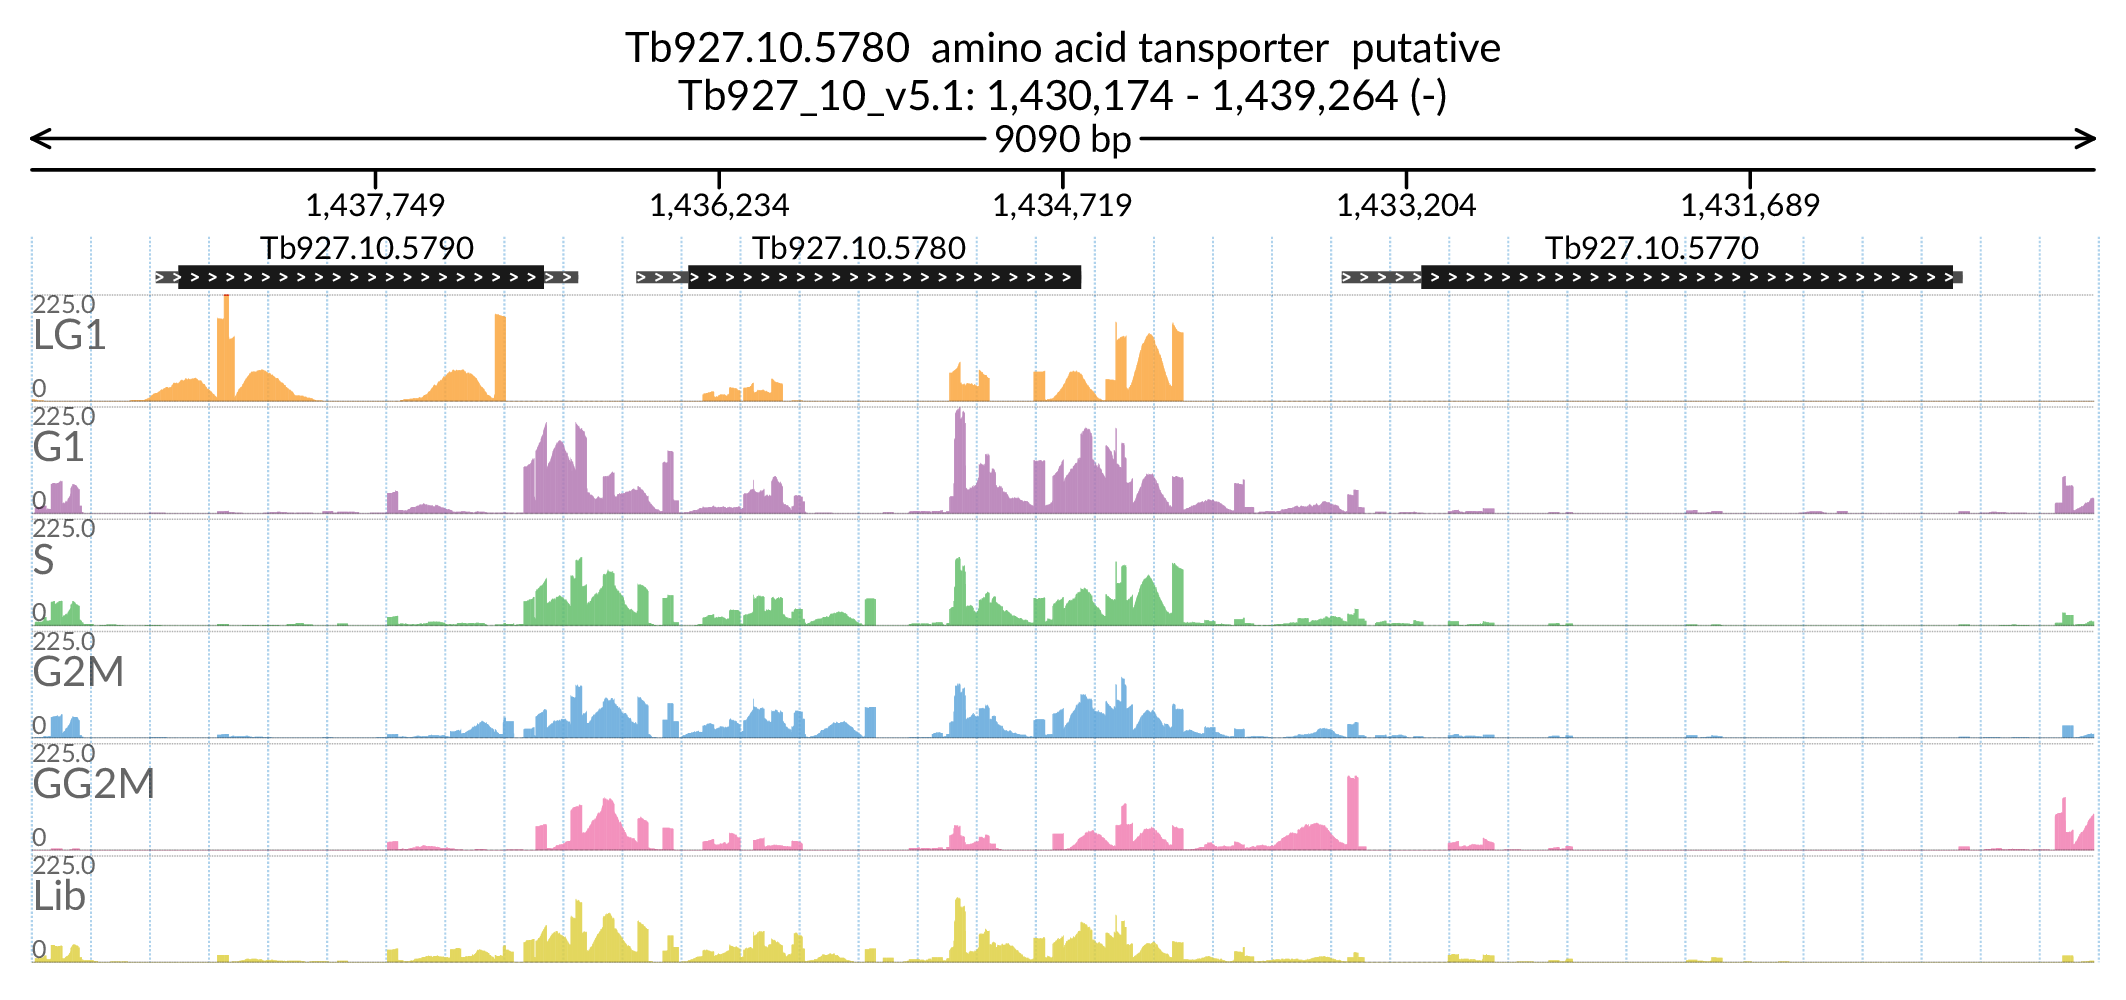 Tb927.10.5780 amino acid tansporter putative
Tb927_10_v5.1: 1,430,174 - 1,439,264 (-)
9090 bp
1,437,749 1,436,234 1,434,719 1,433,204 1,431,689
Tb927.10.5790 Tb927.10.5780 Tb927.10.5770
225.0
LG1
0
225.0
G1
0
225.0
S
0
225.0
G2M
0
225.0
GG2M
0
225.0
Lib
0